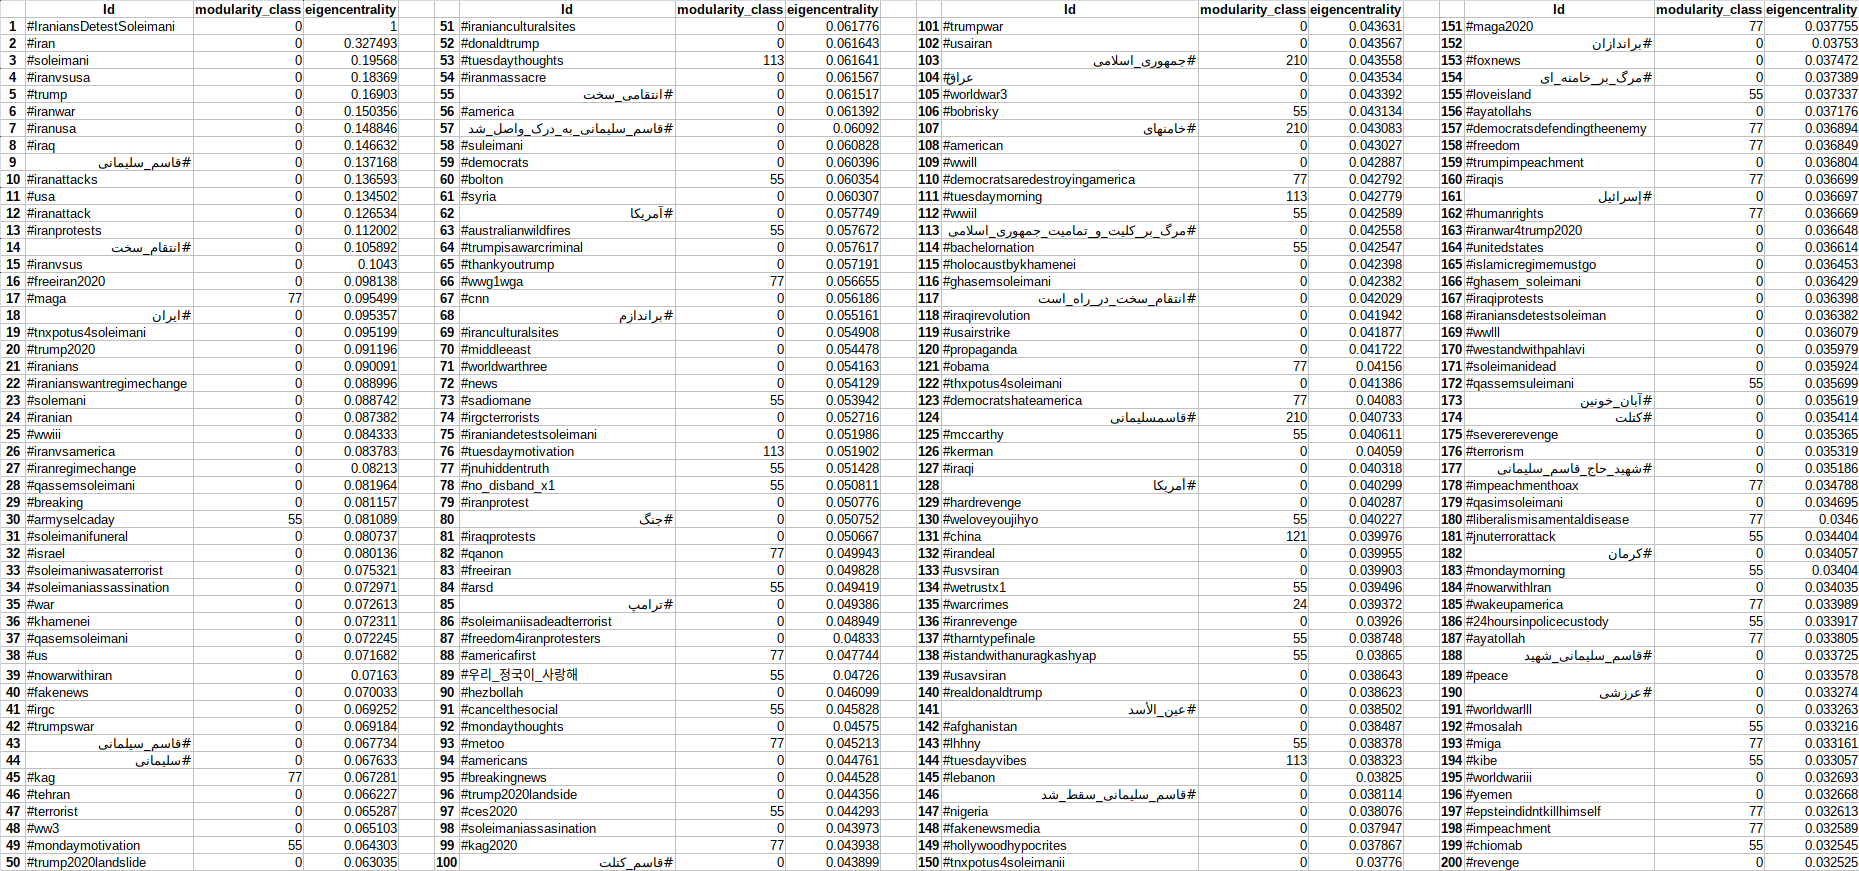 Id modularity_class eigencentrality Id modularity_class eigencentrality Id modularity_class eigencentrality Id modularity_class eigencentrality
1 #IraniansDetestSoleimani 0 1 51 #iranianculturalsites 0 0.061776 101 #trumpwar 0 0.043631 151 #maga2020 77 0.037755
2 #iran 0 0.327493 52 #donaldtrump 0 0.061643 102 #usairan 0 0.043567 152 #براندازان 0 0.03753
3 #soleimani 0 0.19568 53 #tuesdaythoughts 113 0.061641 103 #جمهوری_اسلامی 210 0.043558 153 #foxnews 0 0.037472
4 #iranvsusa 0 0.18369 54 #iranmassacre 0 0.061567 104 #عراق 0 0.043534 154 #مرگ_بر_خامنه_ای 0 0.037389
5 #trump 0 0.16903 55 #انتقامی_سخت 0 0.061517 105 #worldwar3 0 0.043392 155 #loveisland 55 0.037337
6 #iranwar 0 0.150356 56 #america 0 0.061392 106 #bobrisky 55 0.043134 156 #ayatollahs 0 0.037176
7 #iranusa 0 0.148846 57 #قاسم_سلیمانی_به_درک_واصل_شد 0 0.06092 107 #خامنهای 210 0.043083 157 #democratsdefendingtheenemy 77 0.036894
8 #iraq 0 0.146632 58 #suleimani 0 0.060828 108 #american 0 0.043027 158 #freedom 77 0.036849
9 #قاسم_سلیمانی 0 0.137168 59 #democrats 0 0.060396 109 #wwill 0 0.042887 159 #trumpimpeachment 0 0.036804
10 #iranattacks 0 0.136593 60 #bolton 55 0.060354 110 #democratsaredestroyingamerica 77 0.042792 160 #iraqis 77 0.036699
11 #usa 0 0.134502 61 #syria 0 0.060307 111 #tuesdaymorning 113 0.042779 161 #إسرائيل 0 0.036697
12 #iranattack 0 0.126534 62 #آمریکا 0 0.057749 112 #wwiil 55 0.042589 162 #humanrights 77 0.036669
13 #iranprotests 0 0.112002 63 #australianwildfires 55 0.057672 113 #مرگ_بر_کلیت_و_تمامیت_جمهوری_اسلامی 0 0.042558 163 #iranwar4trump2020 0 0.036648
14 #انتقام_سخت 0 0.105892 64 #trumpisawarcriminal 0 0.057617 114 #bachelornation 55 0.042547 164 #unitedstates 0 0.036614
15 #iranvsus 0 0.1043 65 #thankyoutrump 0 0.057191 115 #holocaustbykhamenei 0 0.042398 165 #islamicregimemustgo 0 0.036453
16 #freeiran2020 0 0.098138 66 #wwg1wga 77 0.056655 116 #ghasemsoleimani 0 0.042382 166 #ghasem_soleimani 0 0.036429
17 #maga 77 0.095499 67 #cnn 0 0.056186 117 #انتقام_سخت_در_راه_است 0 0.042029 167 #iraqiprotests 0 0.036398
18 #ایران 0 0.095357 68 #براندازم 0 0.055161 118 #iraqirevolution 0 0.041942 168 #iraniansdetestsoleiman 0 0.036382
19 #tnxpotus4soleimani 0 0.095199 69 #iranculturalsites 0 0.054908 119 #usairstrike 0 0.041877 169 #wwlll 0 0.036079
20 #trump2020 0 0.091196 70 #middleeast 0 0.054478 120 #propaganda 0 0.041722 170 #westandwithpahlavi 0 0.035979
21 #iranians 0 0.090091 71 #worldwarthree 0 0.054163 121 #obama 77 0.04156 171 #soleimanidead 0 0.035924
22 #iranianswantregimechange 0 0.088996 72 #news 0 0.054129 122 #thxpotus4soleimani 0 0.041386 172 #qassemsuleimani 55 0.035699
23 #solemani 0 0.088742 73 #sadiomane 55 0.053942 123 #democratshateamerica 77 0.04083 173 #آبان_خونین 0 0.035619
24 #iranian 0 0.087382 74 #irgcterrorists 0 0.052716 124 #قاسمسلیمانی 210 0.040733 174 #کتلت 0 0.035414
25 #wwiii 0 0.084333 75 #iraniandetestsoleimani 0 0.051986 125 #mccarthy 55 0.040611 175 #severerevenge 0 0.035365
26 #iranvsamerica 0 0.083783 76 #tuesdaymotivation 113 0.051902 126 #kerman 0 0.04059 176 #terrorism 0 0.035319
27 #iranregimechange 0 0.08213 77 #jnuhiddentruth 55 0.051428 127 #iraqi 0 0.040318 177 #شهید_حاج_قاسم_سلیمانی 0 0.035186
28 #qassemsoleimani 0 0.081964 78 #no_disband_x1 55 0.050811 128 #أمريكا 0 0.040299 178 #impeachmenthoax 77 0.034788
29 #breaking 0 0.081157 79 #iranprotest 0 0.050776 129 #hardrevenge 0 0.040287 179 #qasimsoleimani 0 0.034695
30 #armyselcaday 55 0.081089 80 #جنگ 0 0.050752 130 #weloveyoujihyo 55 0.040227 180 #liberalismisamentaldisease 77 0.0346
31 #soleimanifuneral 0 0.080737 81 #iraqprotests 0 0.050667 131 #china 121 0.039976 181 #jnuterrorattack 55 0.034404
32 #israel 0 0.080136 82 #qanon 77 0.049943 132 #irandeal 0 0.039955 182 #کرمان 0 0.034057
33 #soleimaniwasaterrorist 0 0.075321 83 #freeiran 0 0.049828 133 #usvsiran 0 0.039903 183 #mondaymorning 55 0.03404
34 #soleimaniassassination 0 0.072971 84 #arsd 55 0.049419 134 #wetrustx1 55 0.039496 184 #nowarwithlran 0 0.034035
35 #war 0 0.072613 85 #ترامپ 0 0.049386 135 #warcrimes 24 0.039372 185 #wakeupamerica 77 0.033989
36 #khamenei 0 0.072311 86 #soleimaniisadeadterrorist 0 0.048949 136 #iranrevenge 0 0.03926 186 #24hoursinpolicecustody 55 0.033917
37 #qasemsoleimani 0 0.072245 87 #freedom4iranprotesters 0 0.04833 137 #tharntypefinale 55 0.038748 187 #ayatollah 77 0.033805
38 #us 0 0.071682 88 #americafirst 77 0.047744 138 #istandwithanuragkashyap 55 0.03865 188 #قاسم_سلیمانی_شهید 0 0.033725
39 #nowarwithiran 0 0.07163 89 #우리_정국이_사랑해 55 0.04726 139 #usavsiran 0 0.038643 189 #peace 0 0.033578
40 #fakenews 0 0.070033 90 #hezbollah 0 0.046099 140 #realdonaldtrump 0 0.038623 190 #عرزشی 0 0.033274
41 #irgc 0 0.069252 91 #cancelthesocial 55 0.045828 141 #عين_الأسد 0 0.038502 191 #worldwarlll 0 0.033263
42 #trumpswar 0 0.069184 92 #mondaythoughts 0 0.04575 142 #afghanistan 0 0.038487 192 #mosalah 55 0.033216
43 #قاسم_سیلمانی 0 0.067734 93 #metoo 77 0.045213 143 #lhhny 55 0.038378 193 #miga 77 0.033161
44 #سلیمانی 0 0.067633 94 #americans 0 0.044761 144 #tuesdayvibes 113 0.038323 194 #kibe 55 0.033057
45 #kag 77 0.067281 95 #breakingnews 0 0.044528 145 #lebanon 0 0.03825 195 #worldwariii 0 0.032693
46 #tehran 0 0.066227 96 #trump2020landside 0 0.044356 146 #قاسم_سلیمانی_سقط_شد 0 0.038114 196 #yemen 0 0.032668
47 #terrorist 0 0.065287 97 #ces2020 55 0.044293 147 #nigeria 0 0.038076 197 #epsteindidntkillhimself 77 0.032613
48 #ww3 0 0.065103 98 #soleimaniassasination 0 0.043973 148 #fakenewsmedia 0 0.037947 198 #impeachment 77 0.032589
49 #mondaymotivation 55 0.064303 99 #kag2020 77 0.043938 149 #hollywoodhypocrites 0 0.037867 199 #chiomab 55 0.032545
50 #trump2020landslide 0 0.063035 100 #قاسم_کتلت 0 0.043899 150 #tnxpotus4soleimanii 0 0.03776 200 #revenge 0 0.032525